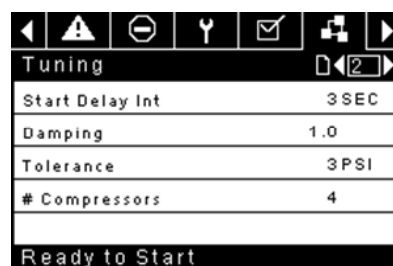 Tuning 2
Start Delay Int 3SEC
Damping 1.0
Tolerance 3PSI
# Compressors 4
Ready to Start